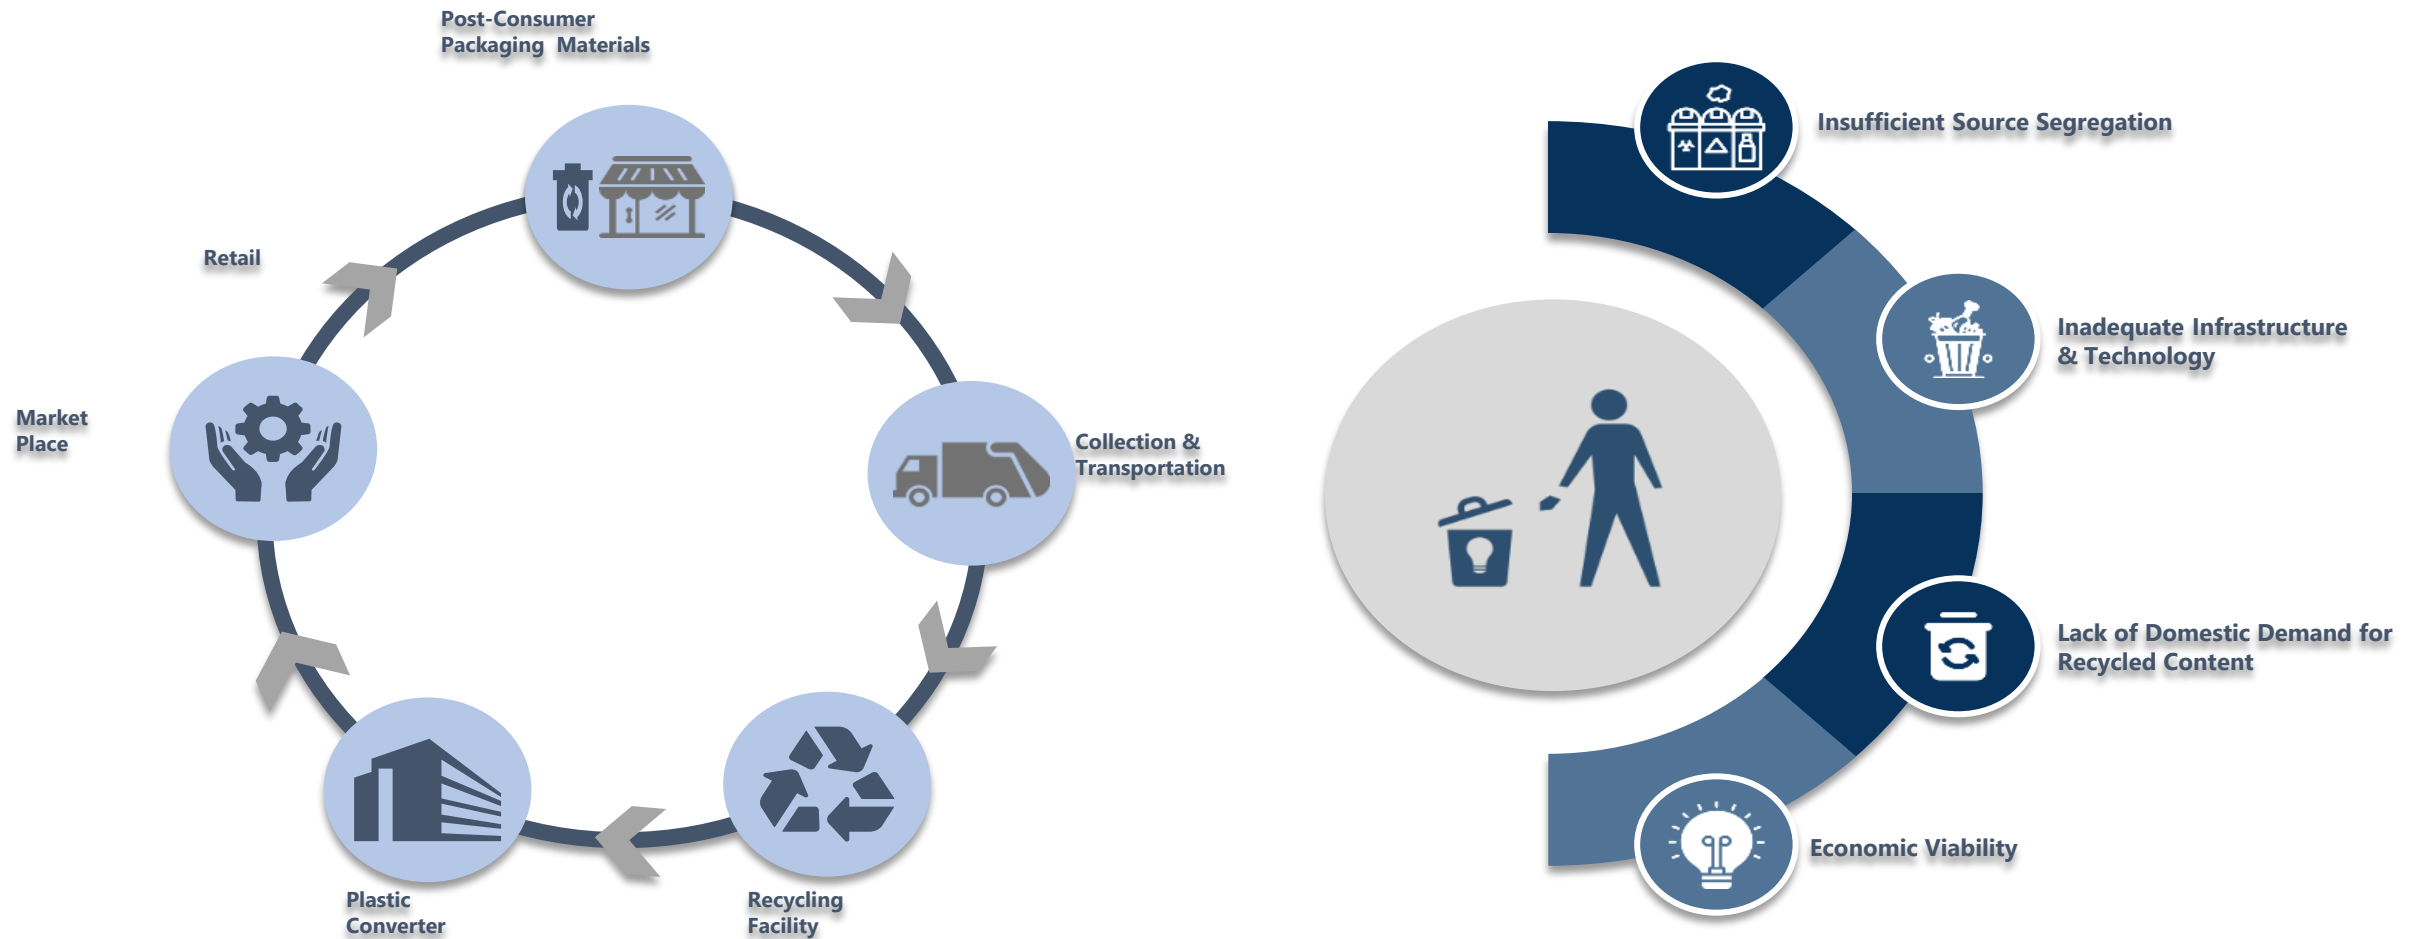 Post-Consumer
Packaging Materials
Retail
Market
Place
Collection &
Transportation
Plastic
Converter
Recycling
Facility
Insufficient Source Segregation
Inadequate Infrastructure
& Technology
Lack of Domestic Demand for
Recycled Content
Economic Viability